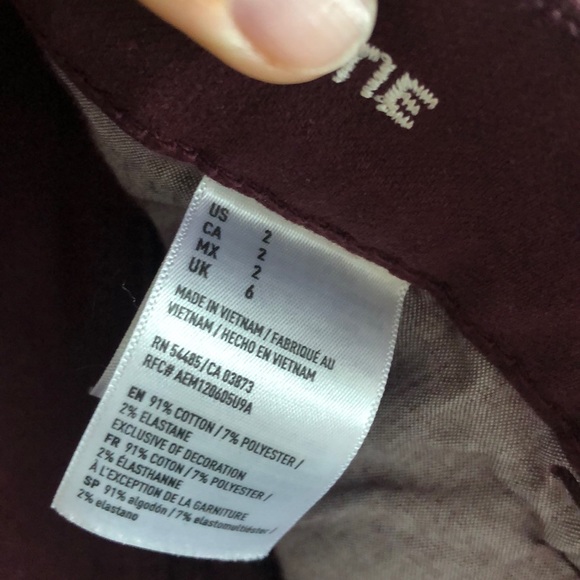 NE
US 2
CA 2
MX 2
UK 6
MADE IN VIETNAM / FABRIQUÉ AU
VIETNAM / HECHO EN VIETNAM
RN 54485/CA 03873
RFC# AEM120605U9A
EN 91% COTTON / 7% POLYESTER /
2% ELASTANE
EXCLUSIVE OF DECORATION
FR 91% COTON / 7% POLYESTER /
2% ÉLASTHANNE
À L'EXCEPTION DE LA GARNITURE
SP 91% algodón / 7% elastomultiéster /
2% elastano